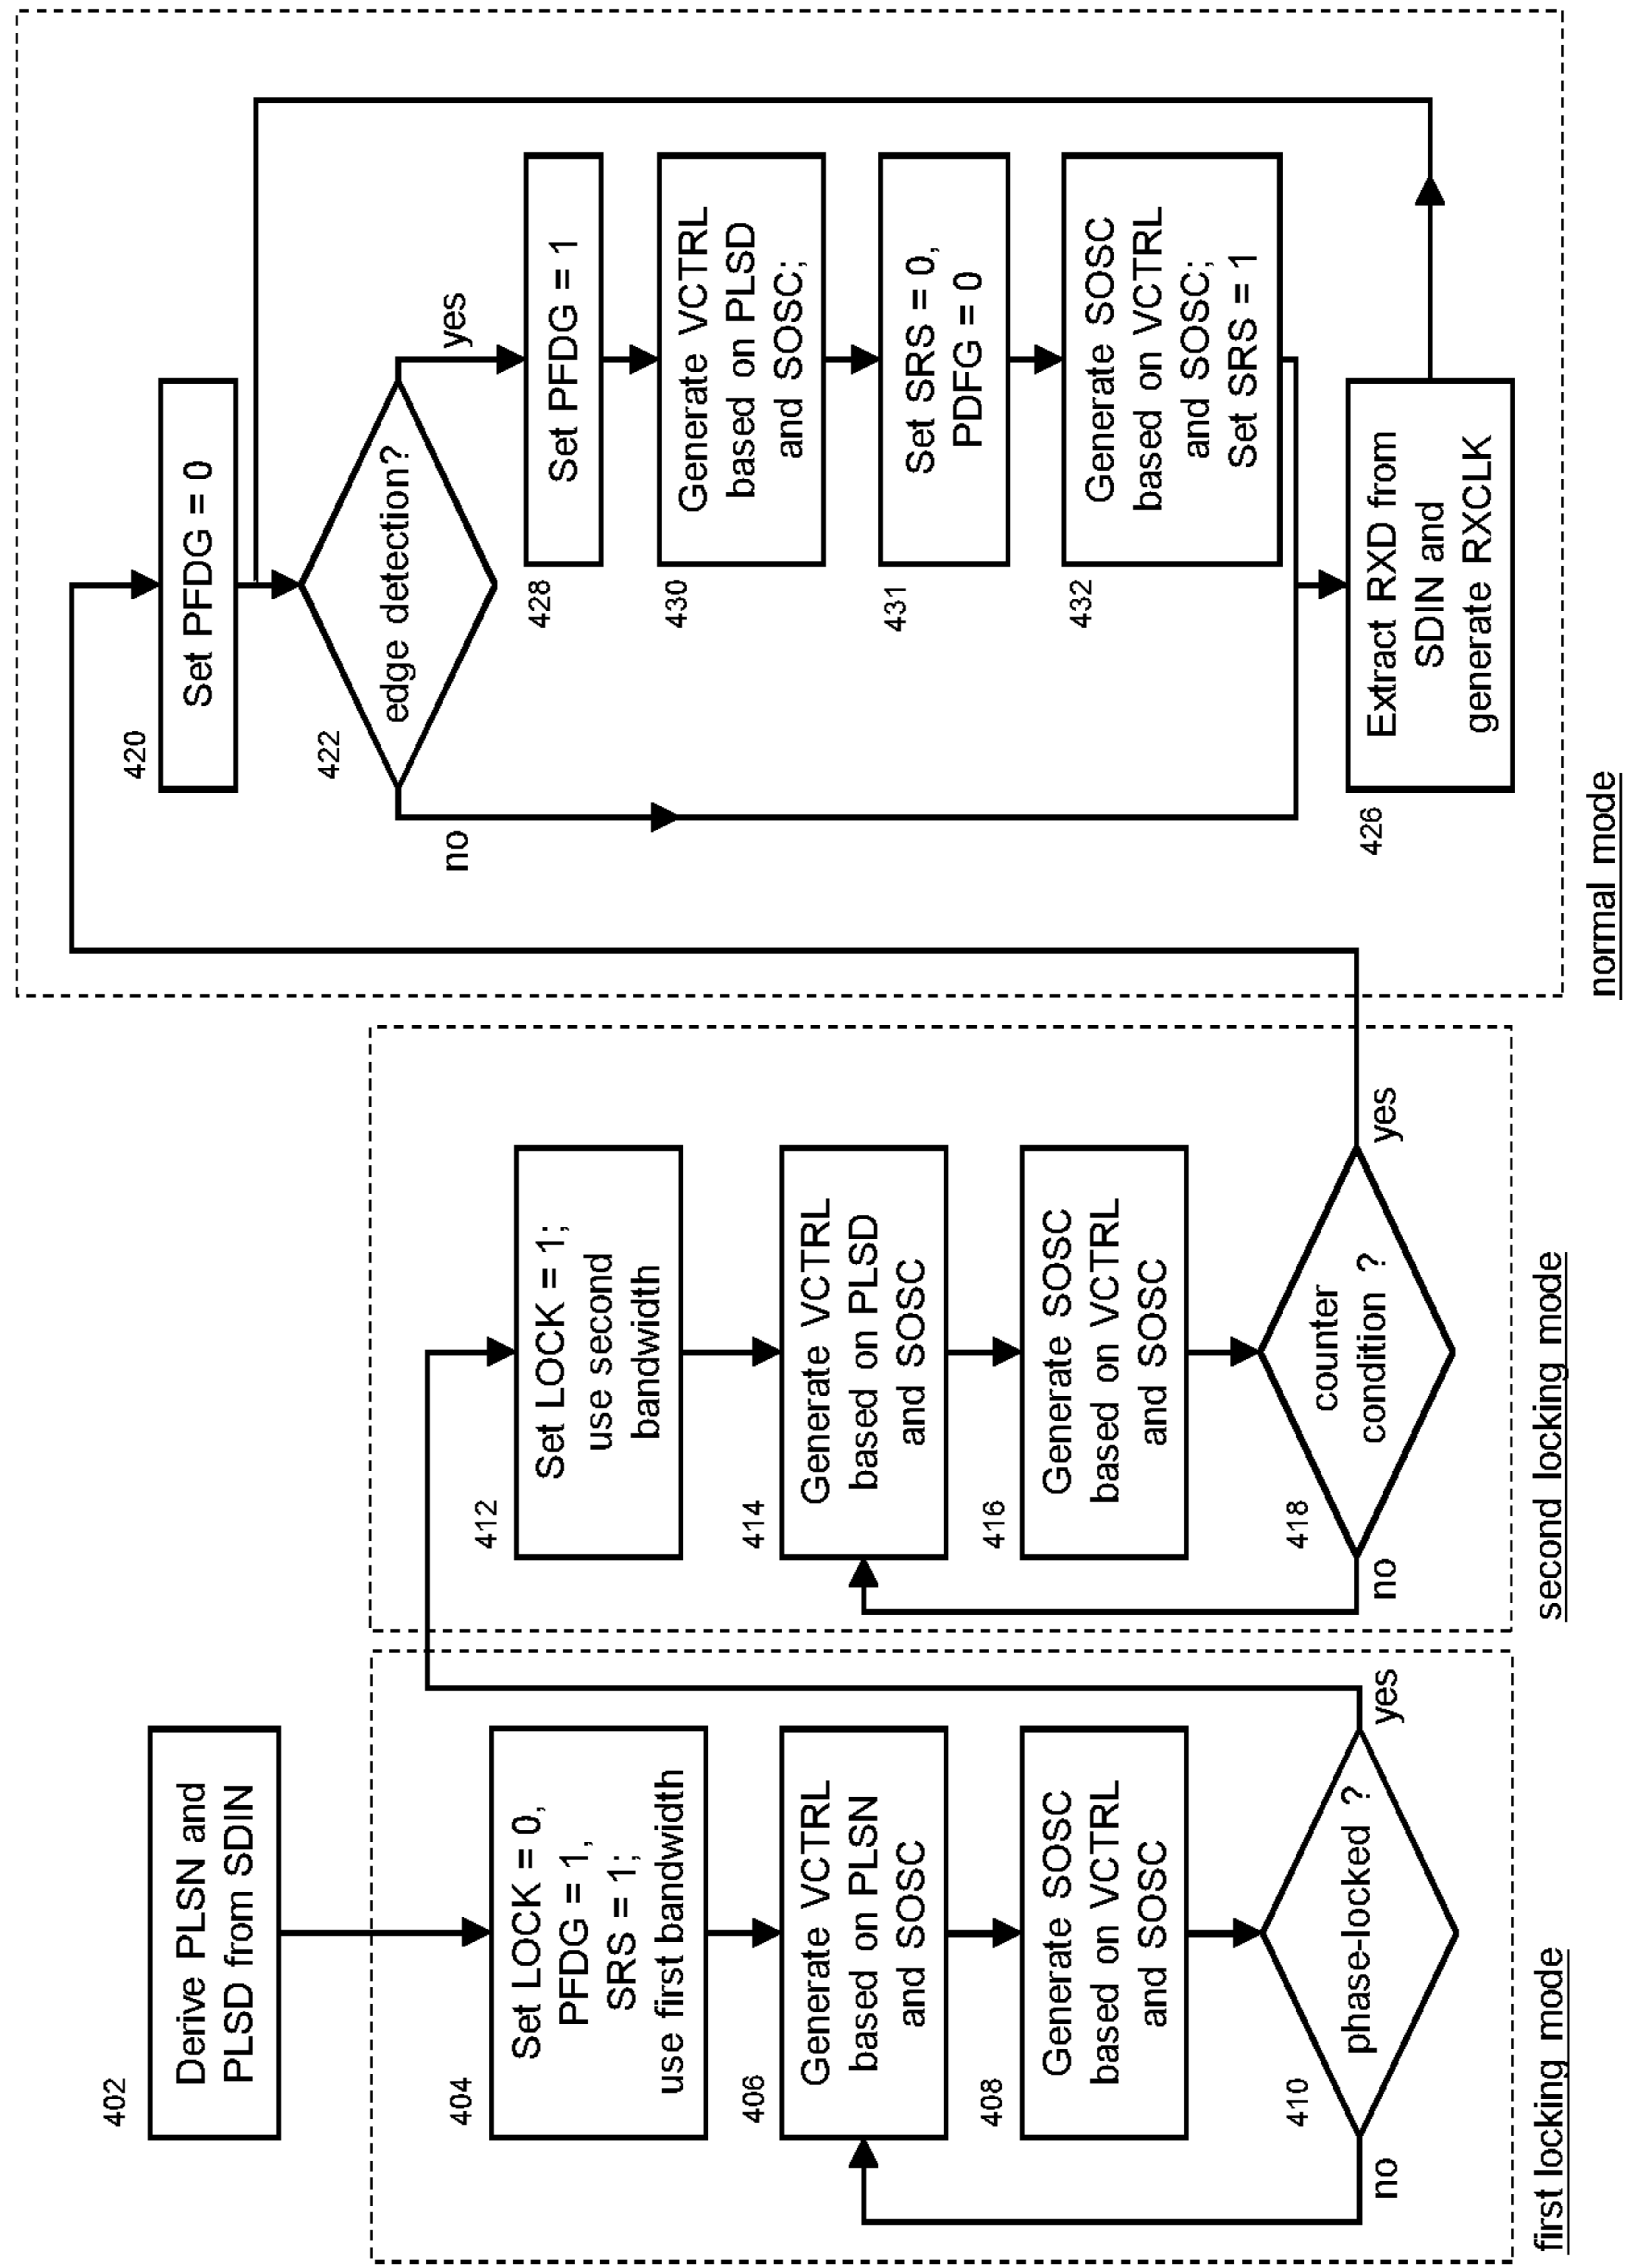 402
Derive PLSN and
PLSD from SDIN
404
Set LOCK = 0,
PFDG = 1,
SRS = 1;
use first bandwidth
406
Generate VCTRL
based on PLSN
and SOSC
408
Generate SOSC
based on VCTRL
and SOSC
410
phase-locked ?
no
yes
first locking mode
412
Set LOCK = 1;
use second
bandwidth
414
Generate VCTRL
based on PLSD
and SOSC
416
Generate SOSC
based on VCTRL
and SOSC
418
counter
condition ?
no
yes
second locking mode
420
Set PFDG = 0
422
edge detection?
no
yes
428
Set PFDG = 1
430
Generate VCTRL
based on PLSD
and SOSC;
431
Set SRS = 0,
PDFG = 0
432
Generate SOSC
based on VCTRL
and SOSC;
Set SRS = 1
426
Extract RXD from
SDIN and
generate RXCLK
normal mode